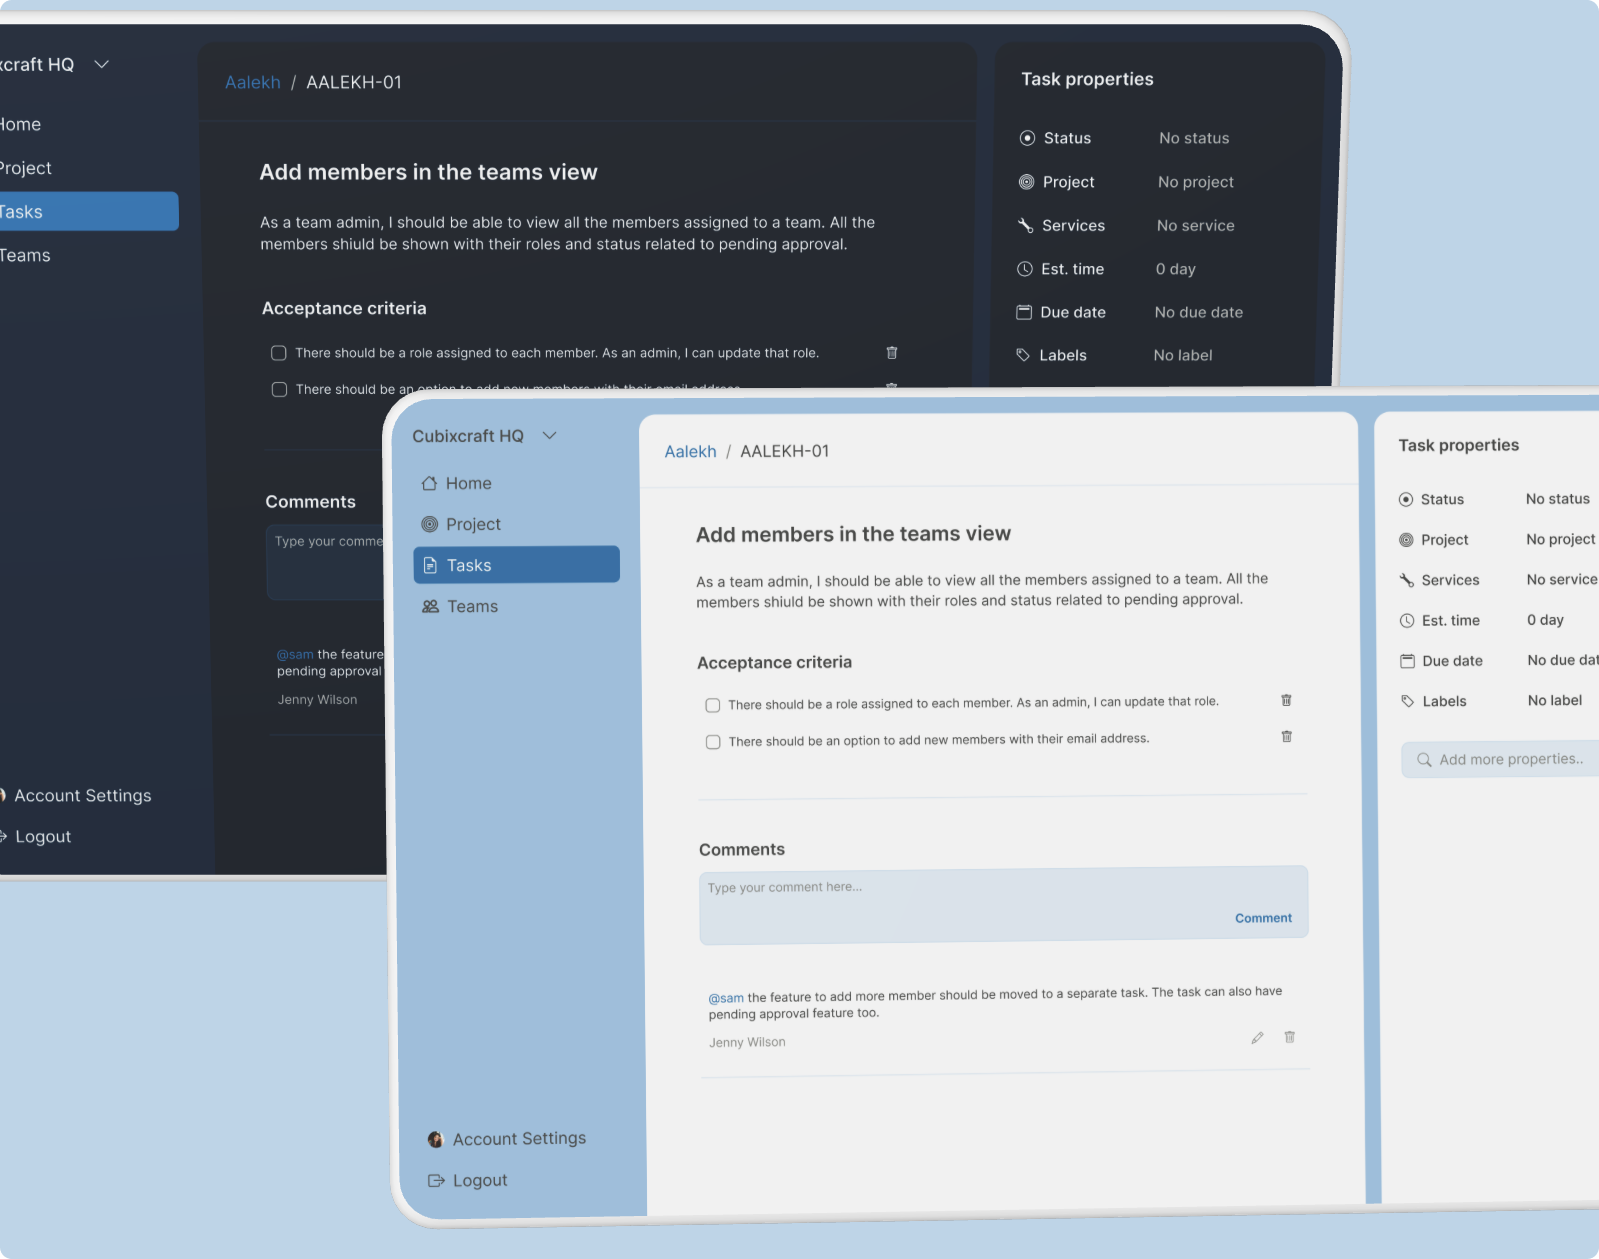 craft HQ
Home
Project
Tasks
Teams
Account Settings
Logout
Aalekh / AALEKH-01
Add members in the teams view
As a team admin, I should be able to view all the members assigned to a team. All the
members shiuld be shown with their roles and status related to pending approval.
Acceptance criteria
There should be a role assigned to each member. As an admin, I can update that role.
There should be an option to add new members with their email address.
Comments
Type your comme
@sam the feature
pending approval
Jenny Wilson
Task properties
Status No status
Project No project
Services No service
Est. time 0 day
Due date No due date
Labels No label
Cubixcraft HQ
Home
Project
Tasks
Teams
Account Settings
Logout
Aalekh / AALEKH-01
Add members in the teams view
As a team admin, I should be able to view all the members assigned to a team. All the
members shiuld be shown with their roles and status related to pending approval.
Acceptance criteria
There should be a role assigned to each member. As an admin, I can update that role.
There should be an option to add new members with their email address.
Comments
Type your comment here...
Comment
@sam the feature to add more member should be moved to a separate task. The task can also have
pending approval feature too.
Jenny Wilson
Task properties
Status No status
Project No project
Services No service
Est. time 0 day
Due date No due dat
Labels No label
Add more properties..